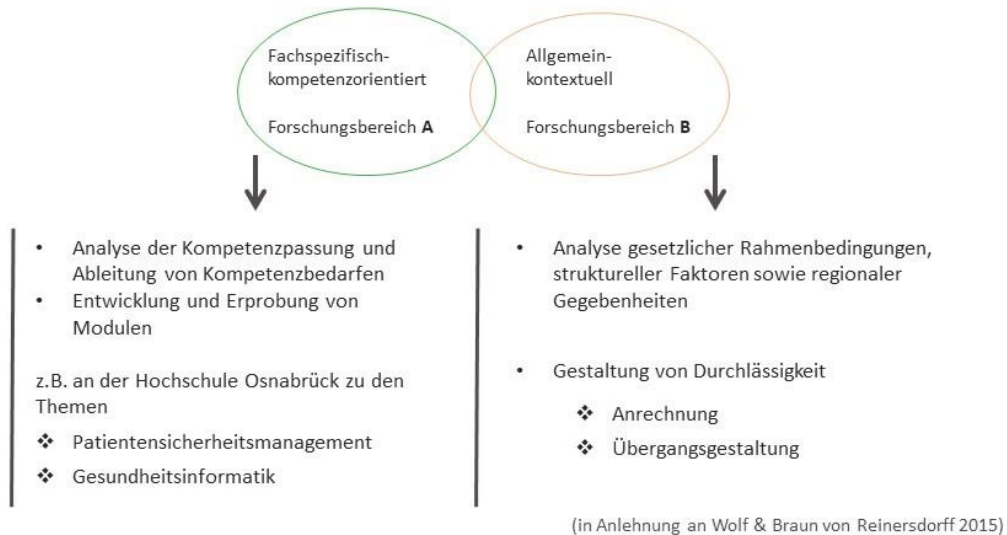 Fachspezifisch-
kompetenzorientiert
Forschungsbereich A
Allgemein-
kontextuell
Forschungsbereich B
• Analyse der Kompetenzpassung und
Ableitung von Kompetenzbedarfen
• Entwicklung und Erprobung von
Modulen
z.B. an der Hochschule Osnabrück zu den
Themen
❖ Patientensicherheitsmanagement
❖ Gesundheitsinformatik
• Analyse gesetzlicher Rahmenbedingungen,
struktureller Faktoren sowie regionaler
Gegebenheiten
• Gestaltung von Durchlässigkeit
❖ Anrechnung
❖ Übergangsgestaltung
(in Anlehnung an Wolf & Braun von Reinersdorff 2015)